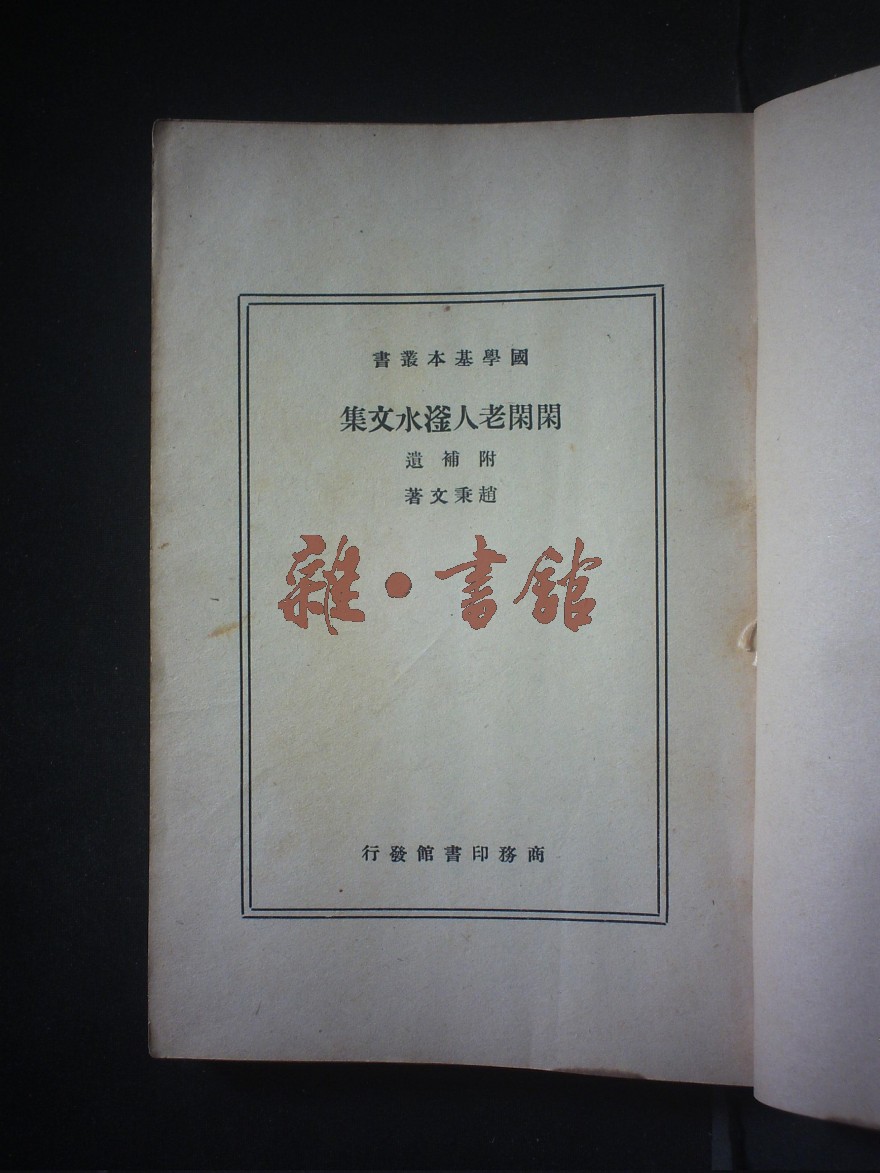 國學基本叢書
閑閑老人滏水文集
附補遺
趙秉文著
雜·書館
商務印書館發行